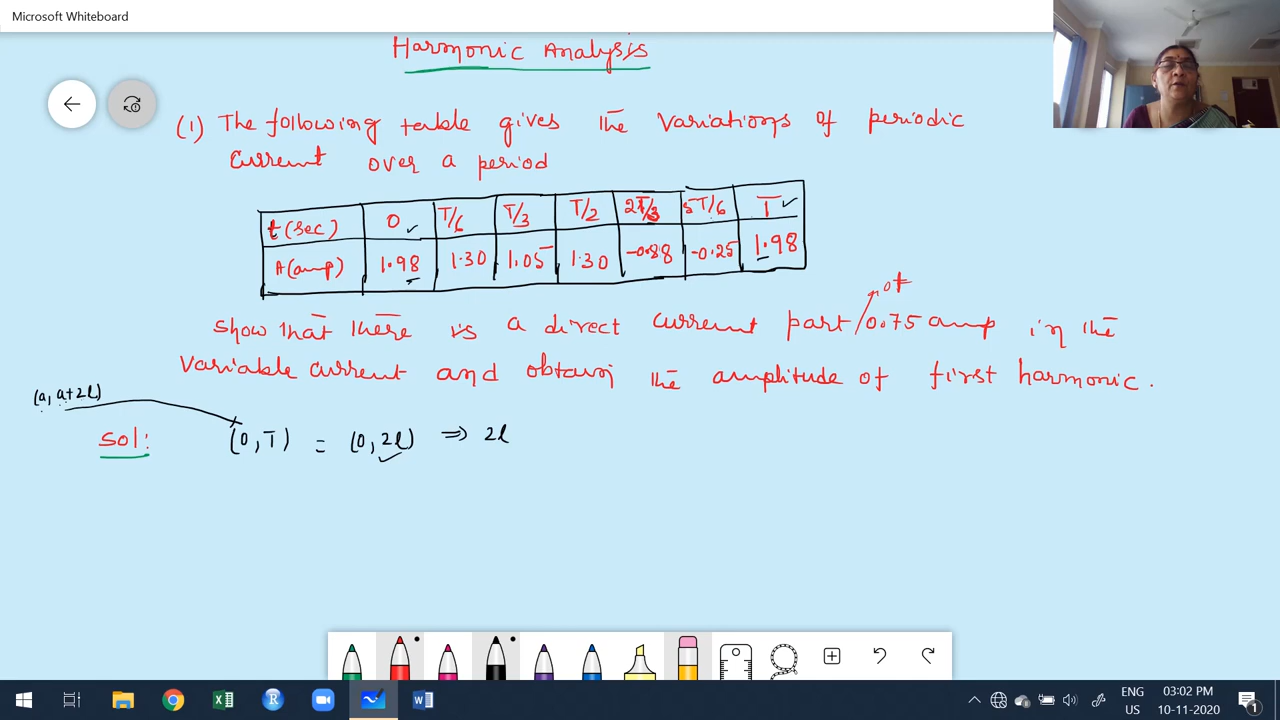 Microsoft Whiteboard
Harmonic Analysis
(1) The following table gives the variations of periodic
current over a period
t(sec) 0 T/6 T/3 T/2 2T/3 5T/6 T
A(amp) 1.98 1.30 1.05 1.30 -0.88 -0.25 1.98
of
show that there is a direct current part / 0.75 amp in the
variable current and obtain the amplitude of first harmonic.
(a, a+2l)
Sol: (0, T) = (0, 2l) ⇒ 2l
ENG 03:02 PM
US 10-11-2020
1